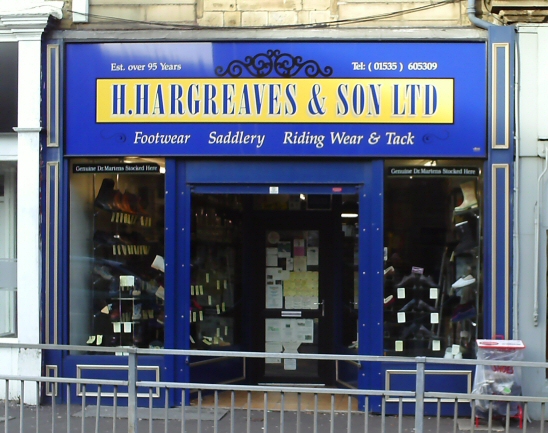 Est. over 95 Years
Tel: ( 01535 ) 605309
H.HARGREAVES & SON LTD
Footwear Saddlery Riding Wear & Tack
Genuine Dr. Martens Stocked Here
Genuine Dr. Martens Stocked Here